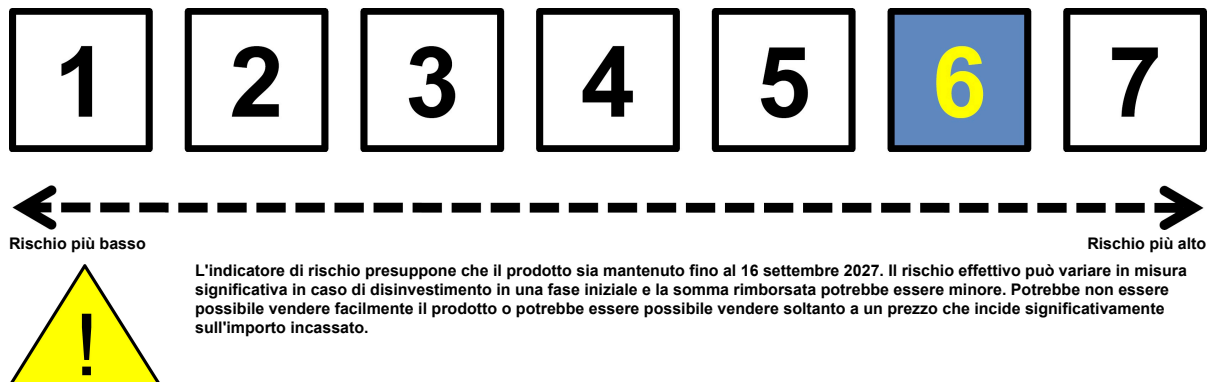 1 2 3 4 5 6 7
Rischio più basso Rischio più alto
L'indicatore di rischio presuppone che il prodotto sia mantenuto fino al 16 settembre 2027. Il rischio effettivo può variare in misura
significativa in caso di disinvestimento in una fase iniziale e la somma rimborsata potrebbe essere minore. Potrebbe non essere
possibile vendere facilmente il prodotto o potrebbe essere possibile vendere soltanto a un prezzo che incide significativamente
sull'importo incassato.
!